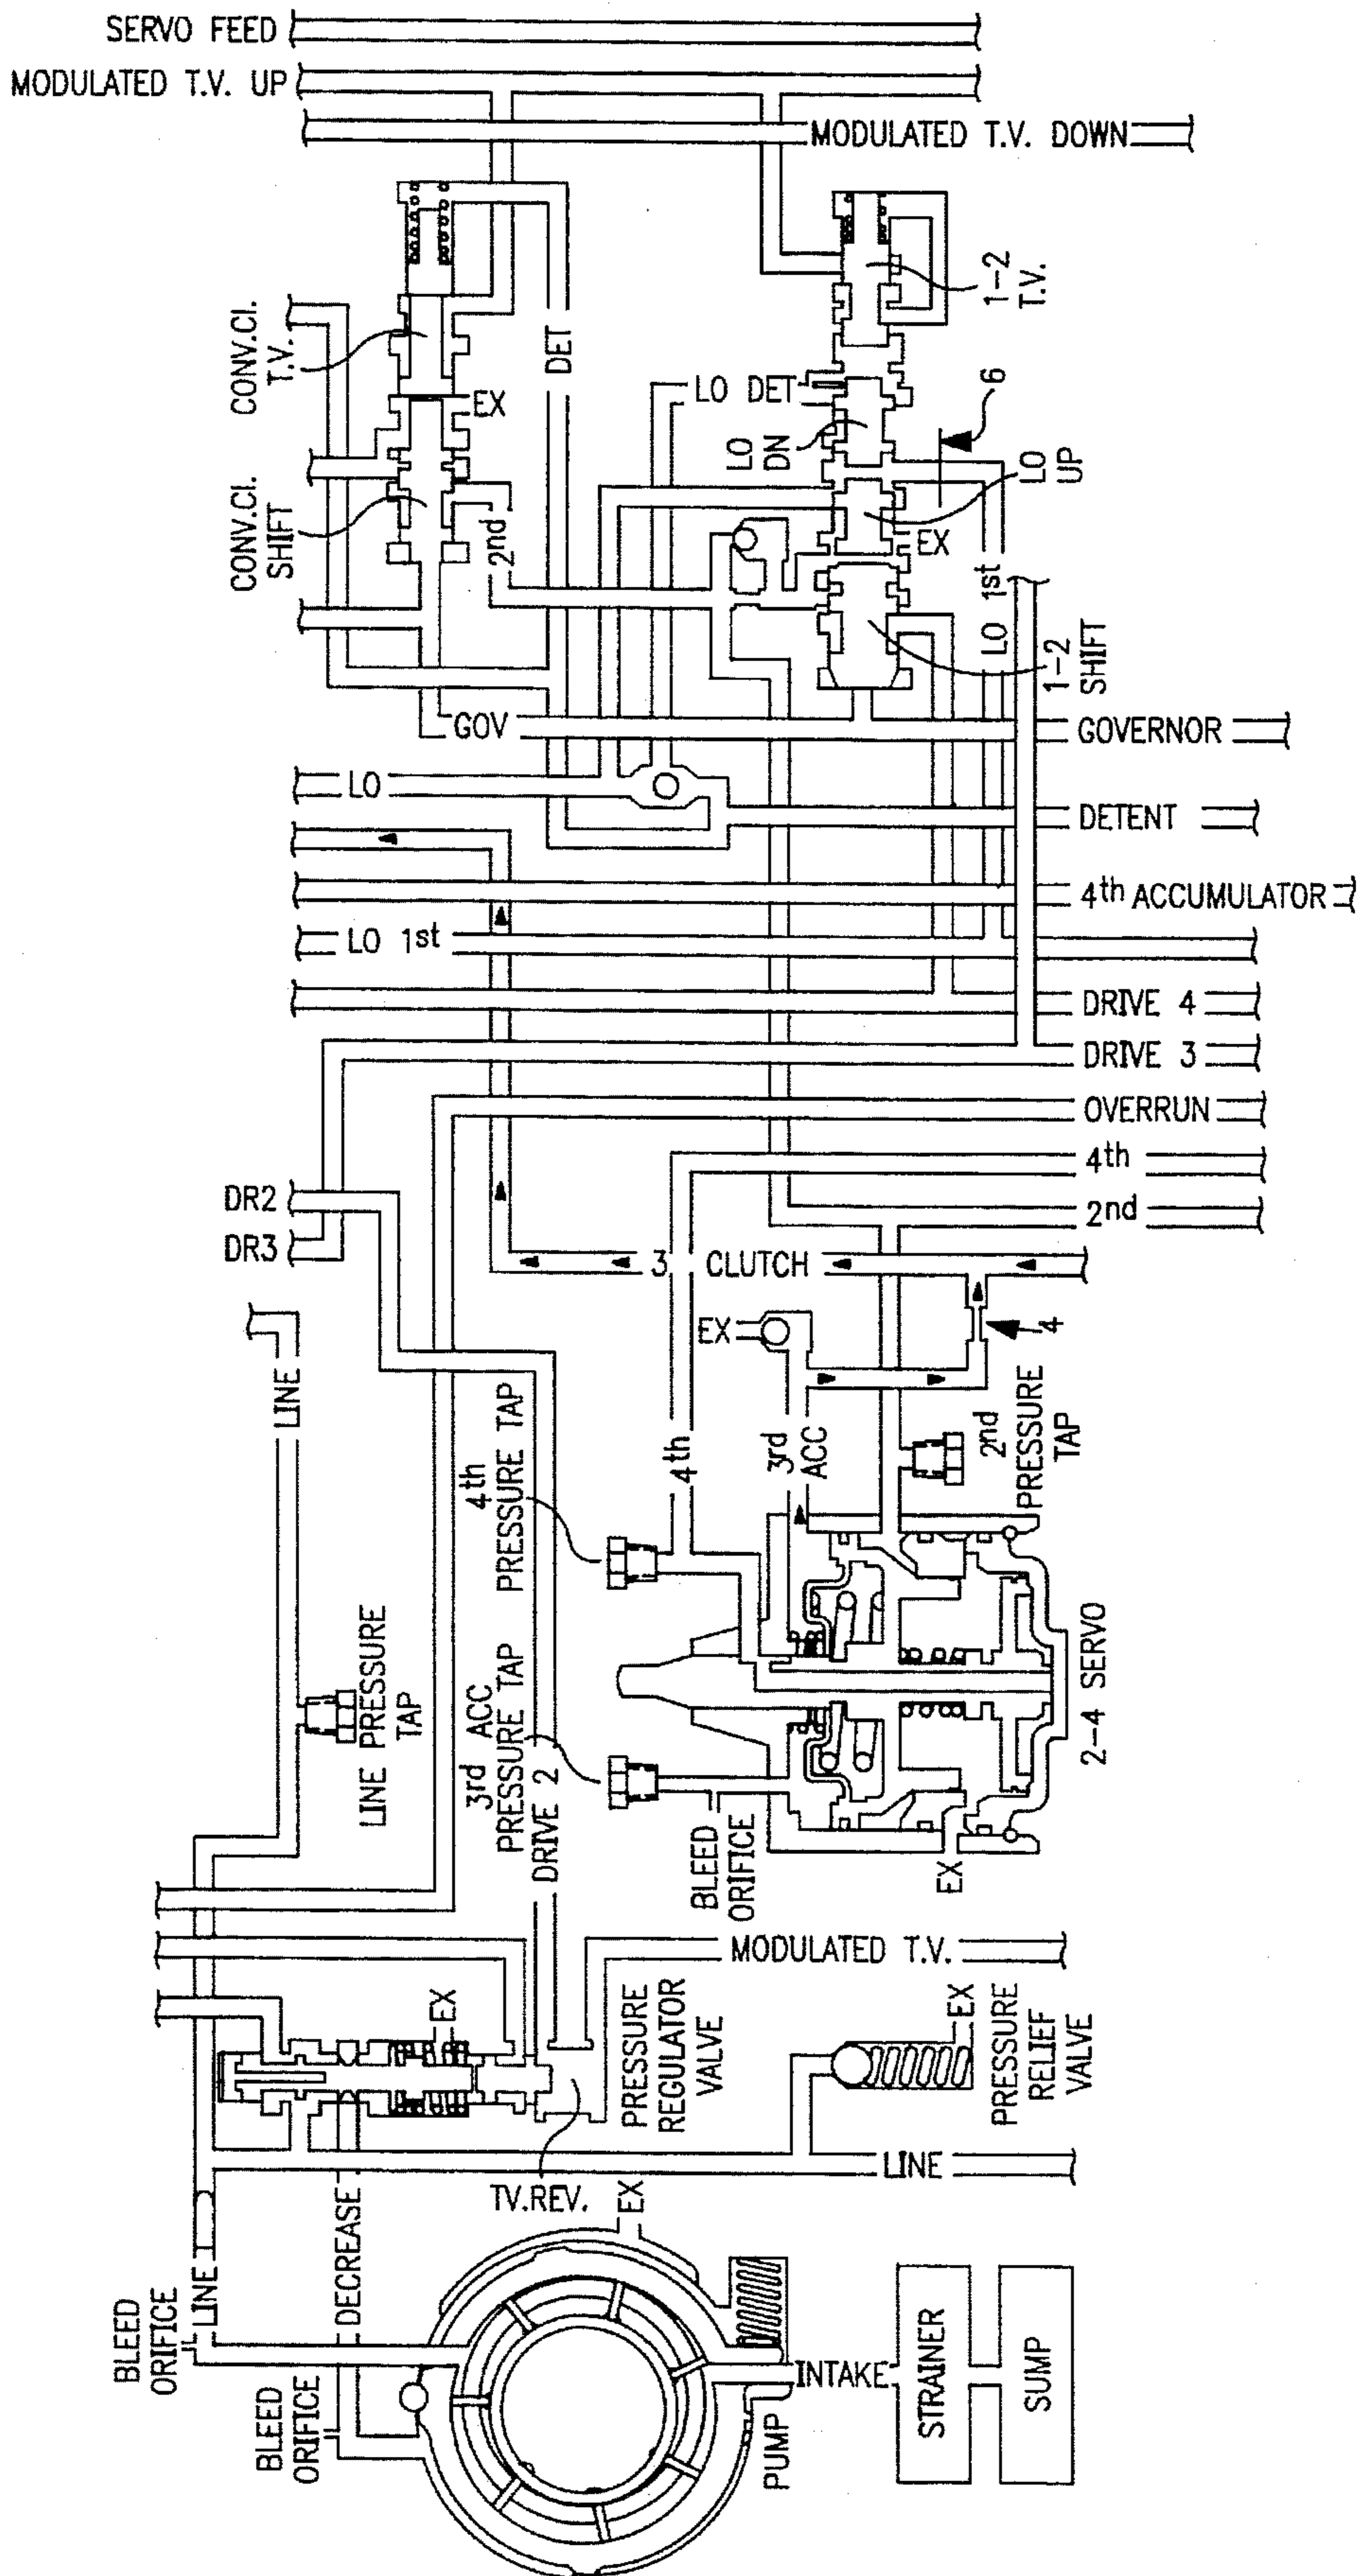 SERVO FEED
MODULATED T.V. UP
MODULATED T.V. DOWN
CONV.Cl.
T.V.
DET
1-2
T.V.
EX
LO DET
LO
DN
6
LO
UP
CONV.Cl.
SHIFT
2nd
EX
LO 1st
1-2
SHIFT
GOV
GOVERNOR
LO
DETENT
4th ACCUMULATOR
LO 1st
DRIVE 4
DRIVE 3
OVERRUN
4th
DR2
2nd
DR3
3 CLUTCH
EX
4
LINE
4th
PRESSURE TAP
4th
3rd
ACC
2nd
PRESSURE
TAP
LINE PRESSURE
TAP
3rd ACC
PRESSURE TAP
DRIVE 2
2-4 SERVO
BLEED
ORIFICE
EX
MODULATED T.V.
EX
PRESSURE
REGULATOR
VALVE
EX
PRESSURE
RELIEF
VALVE
LINE
TV.REV.
EX
DECREASE
LINE
BLEED
ORIFICE
BLEED
ORIFICE
INTAKE
PUMP
STRAINER
SUMP